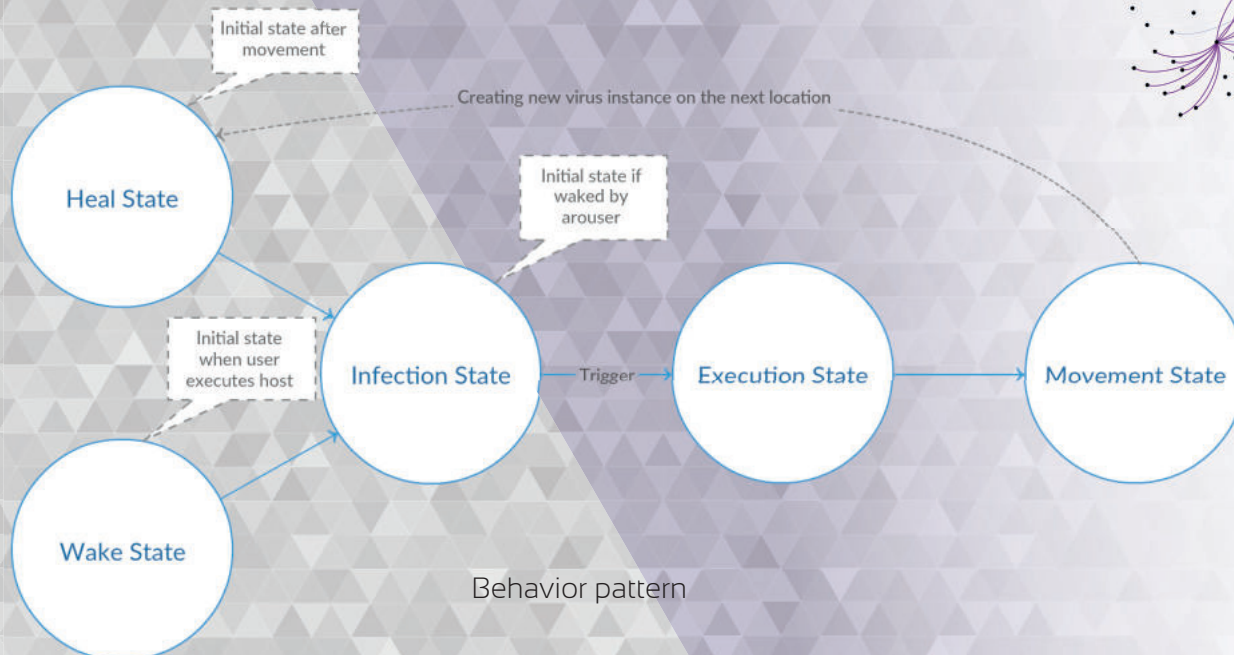 Initial state after
movement
Creating new virus instance on the next location
Heal State
Initial state if
waked by
arouser
Initial state
when user
executes host
Infection State
Trigger
Execution State
Movement State
Wake State
Behavior pattern